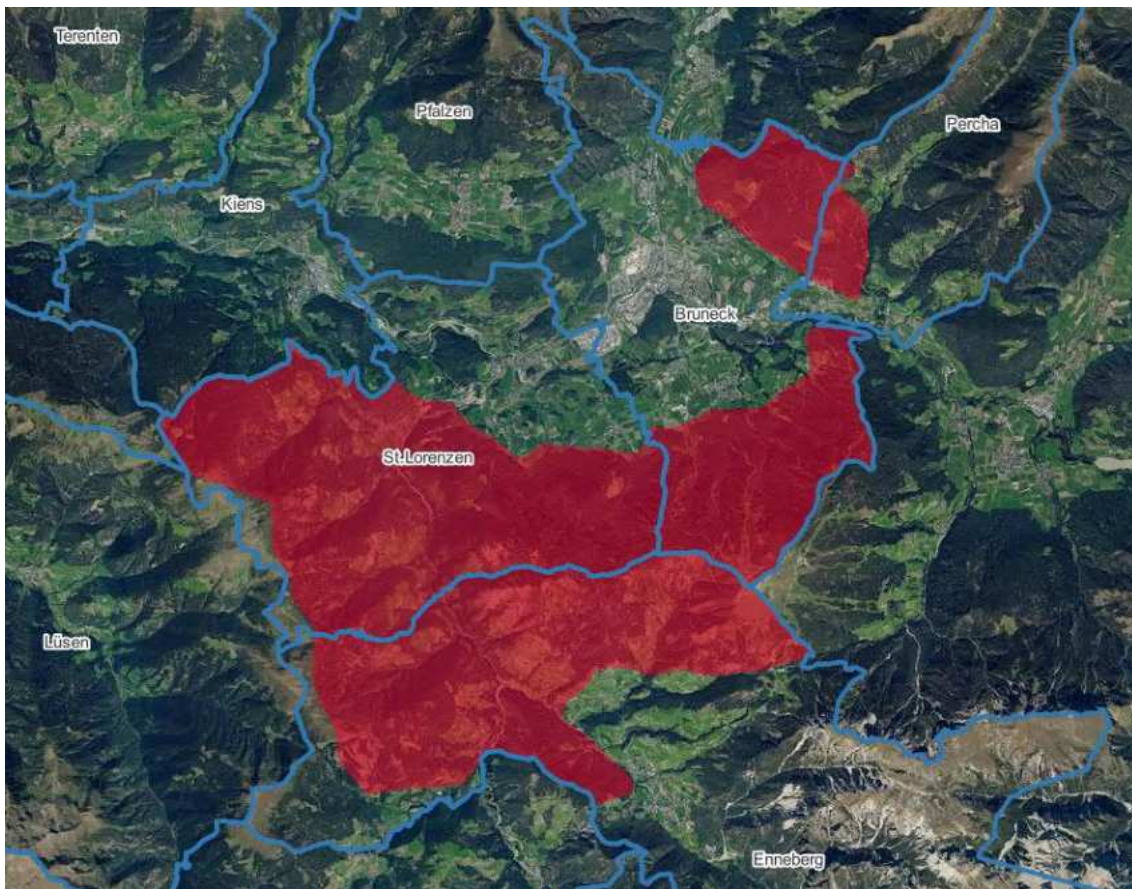 Terenten
Pfalzen
Percha
Kiens
Bruneck
St.Lorenzen
Lüsen
Enneberg